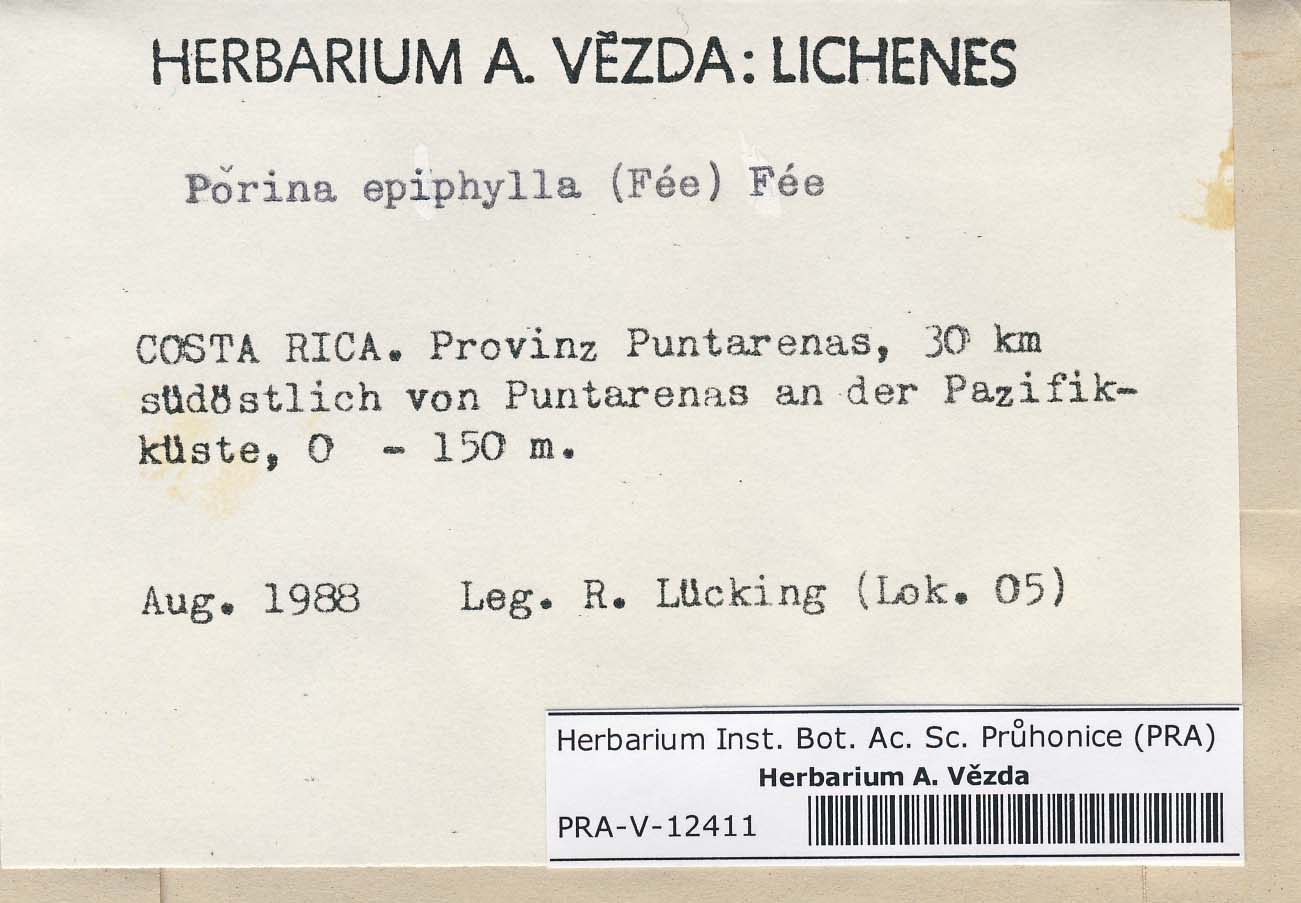 HERBARIUM A. VĚZDA: LICHENES
Pǒrina epiphylla (Fée) Fée
COSTA RICA. Provinz Puntarenas, 30 km
südöstlich von Puntarenas an der Pazifik-
küste, 0 - 150 m.
Aug. 1988 Leg. R. Lücking (Lok. 05)
Herbarium Inst. Bot. Ac. Sc. Průhonice (PRA)
Herbarium A. Vězda
PRA-V-12411